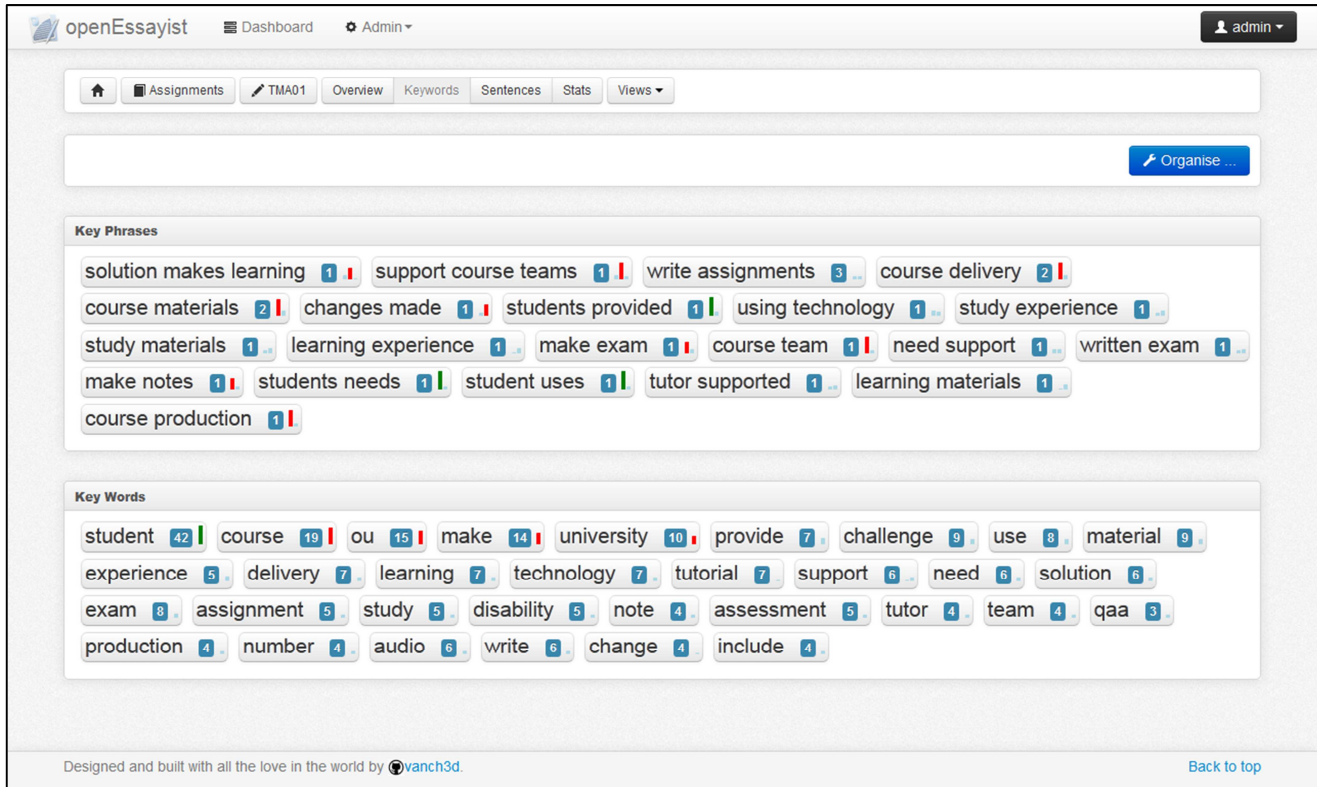 openEssayist Dashboard Admin admin
Assignments TMA01 Overview Keywords Sentences Stats Views
Organise ...
Key Phrases
solution makes learning 1 support course teams 1 write assignments 3 course delivery 2
course materials 2 changes made 1 students provided 1 using technology 1 study experience 1
study materials 1 learning experience 1 make exam 1 course team 1 need support 1 written exam 1
make notes 1 students needs 1 student uses 1 tutor supported 1 learning materials 1
course production 1
Key Words
student 42 course 19 ou 15 make 14 university 10 provide 7 challenge 9 use 8 material 9
experience 5 delivery 7 learning 7 technology 7 tutorial 7 support 6 need 6 solution 6
exam 8 assignment 5 study 5 disability 5 note 4 assessment 5 tutor 4 team 4 qaa 3
production 4 number 4 audio 6 write 6 change 4 include 4
Designed and built with all the love in the world by vanch3d. Back to top